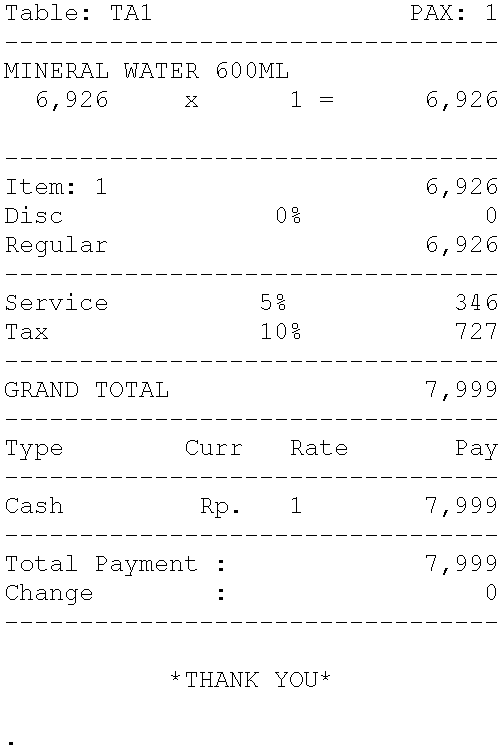 Table: TA1 PAX: 1
---------------------------------
MINERAL WATER 600ML
6,926 x 1 = 6,926
---------------------------------
Item: 1 6,926
Disc 0% 0
Regular 6,926
---------------------------------
Service 5% 346
Tax 10% 727
---------------------------------
GRAND TOTAL 7,999
---------------------------------
Type Curr Rate Pay
---------------------------------
Cash Rp. 1 7,999
---------------------------------
Total Payment : 7,999
Change : 0
---------------------------------
*THANK YOU*
.